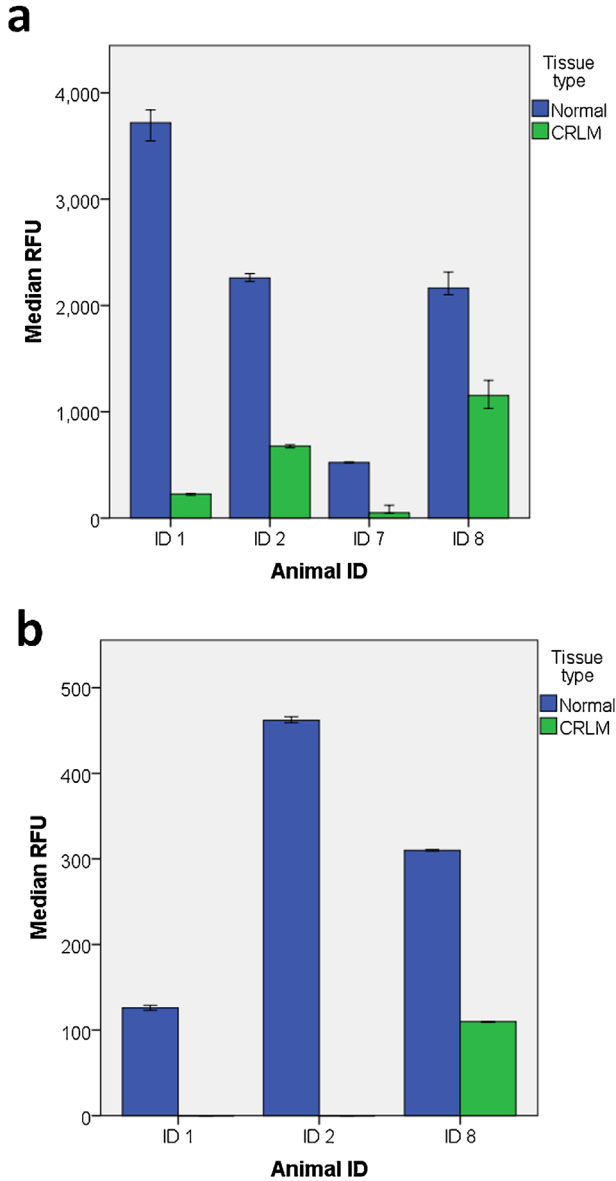 a
Tissue
type
Normal
CRLM
4,000
3,000
2,000
1,000
0
Median RFU
ID 1 ID 2 ID 7 ID 8
Animal ID
b
Tissue
type
Normal
CRLM
500
400
300
200
100
0
Median RFU
ID 1 ID 2 ID 8
Animal ID